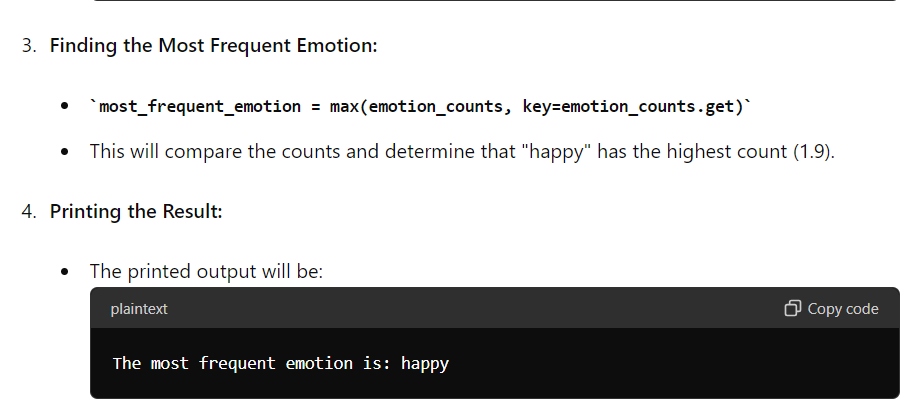 3. Finding the Most Frequent Emotion:
• `most_frequent_emotion = max(emotion_counts, key=emotion_counts.get)`
• This will compare the counts and determine that "happy" has the highest count (1.9).
4. Printing the Result:
• The printed output will be:
plaintext Copy code
The most frequent emotion is: happy